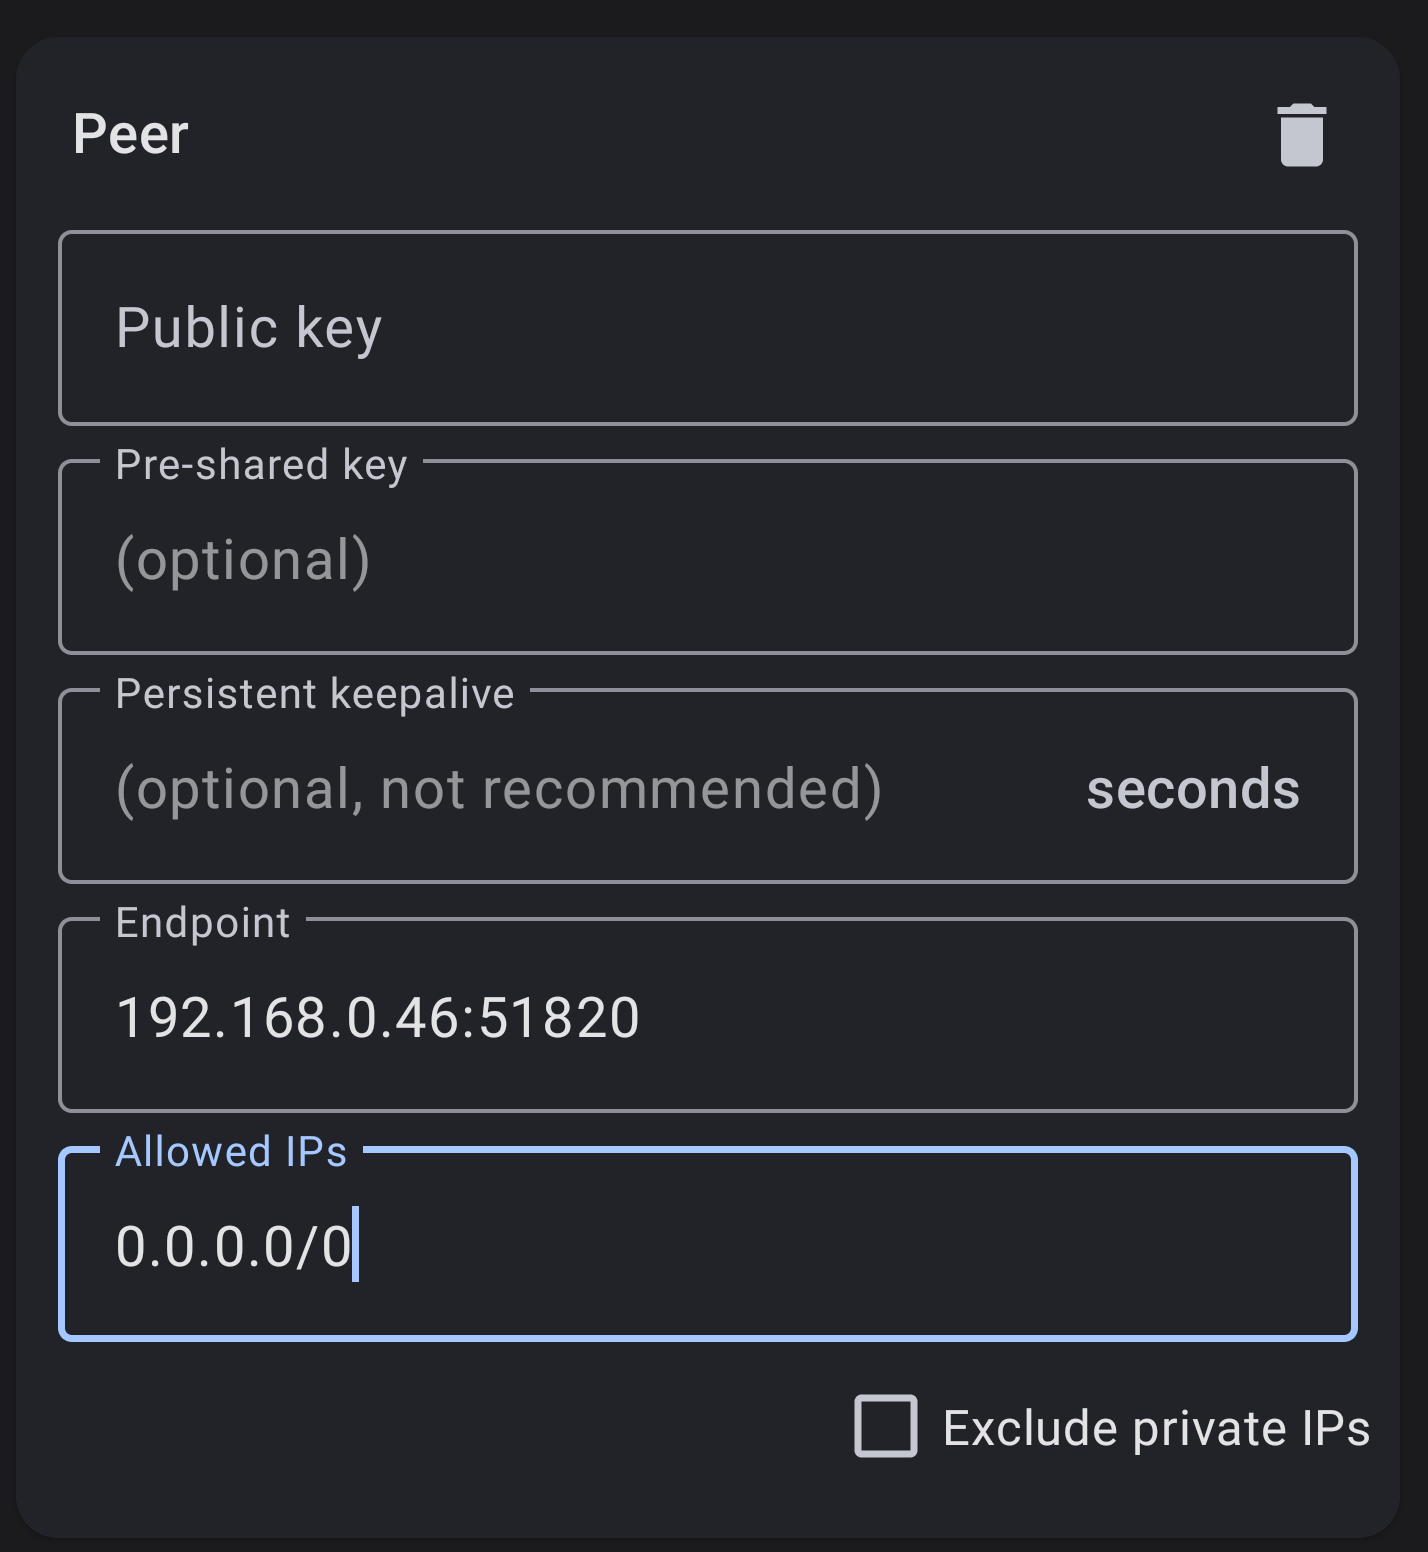 Peer
Public key
Pre-shared key
(optional)
Persistent keepalive
(optional, not recommended) seconds
Endpoint
192.168.0.46:51820
Allowed IPs
0.0.0.0/0
Exclude private IPs